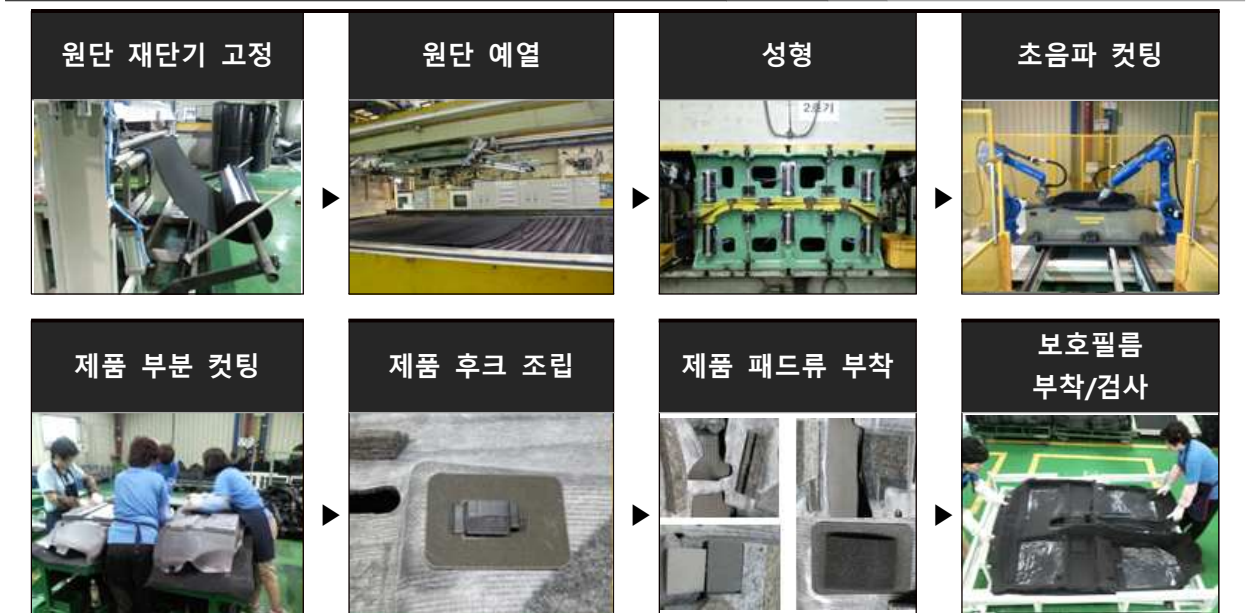 원단 재단기 고정
원단 예열
성형
초음파 컷팅
2호기
제품 부분 컷팅
제품 후크 조립
제품 패드류 부착
보호필름
부착/검사